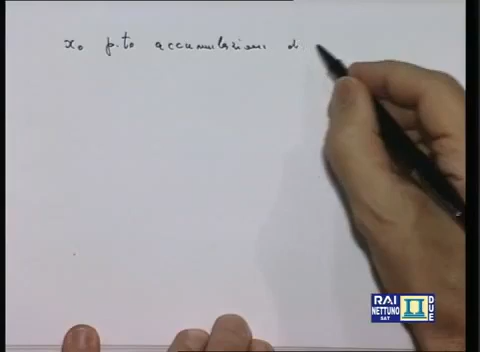 x₀ p.to accumulazione di
RAI
NETTUNO
SAT
DUE